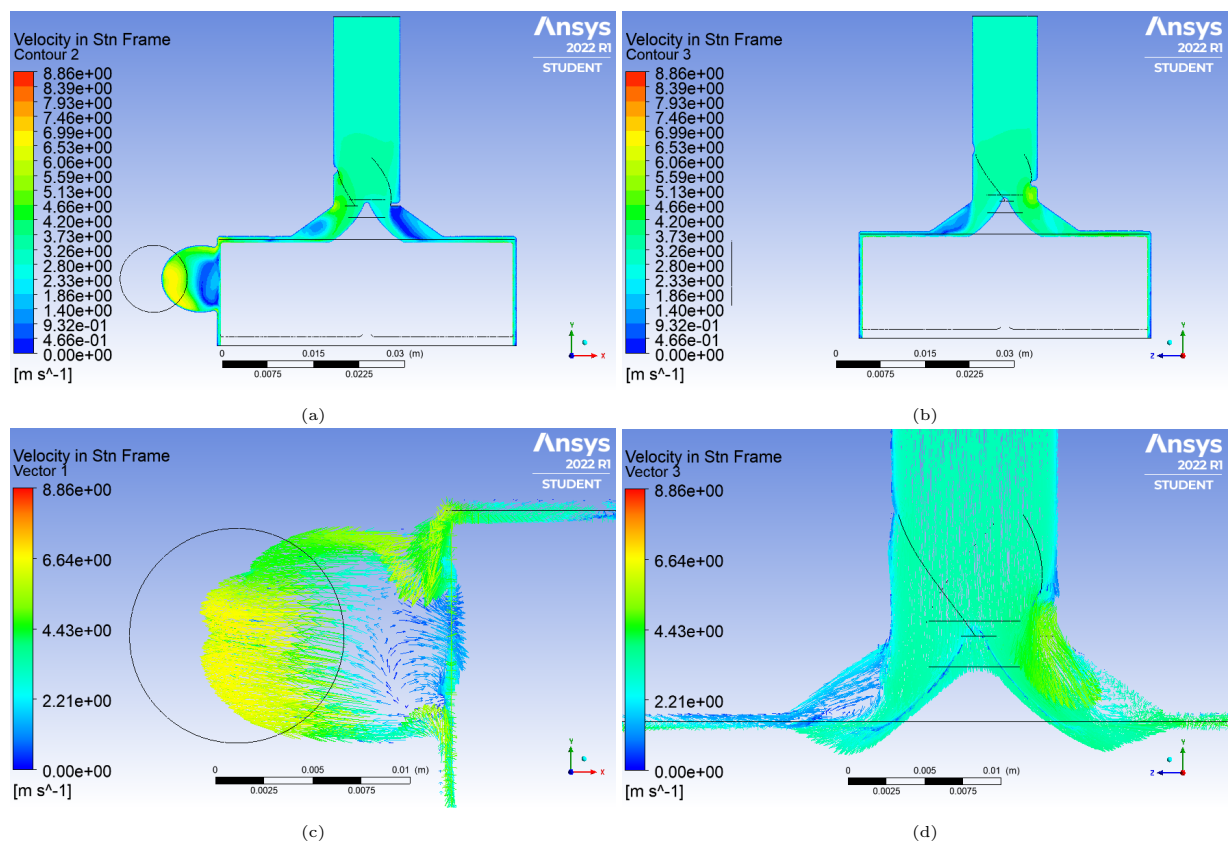 Velocity in Stn Frame
Contour 2
8.86e+00
8.39e+00
7.93e+00
7.46e+00
6.99e+00
6.53e+00
6.06e+00
5.59e+00
5.13e+00
4.66e+00
4.20e+00
3.73e+00
3.26e+00
2.80e+00
2.33e+00
1.86e+00
1.40e+00
9.32e-01
4.66e-01
0.00e+00
[m s^-1]
Ansys
2022 R1
STUDENT
0 0.015 0.03 (m)
0.0075 0.0225
Y
X
(a)
Velocity in Stn Frame
Contour 3
8.86e+00
8.39e+00
7.93e+00
7.46e+00
6.99e+00
6.53e+00
6.06e+00
5.59e+00
5.13e+00
4.66e+00
4.20e+00
3.73e+00
3.26e+00
2.80e+00
2.33e+00
1.86e+00
1.40e+00
9.32e-01
4.66e-01
0.00e+00
[m s^-1]
Ansys
2022 R1
STUDENT
0 0.015 0.03 (m)
0.0075 0.0225
Y
Z
(b)
Velocity in Stn Frame
Vector 1
8.86e+00
6.64e+00
4.43e+00
2.21e+00
0.00e+00
[m s^-1]
Ansys
2022 R1
STUDENT
0 0.005 0.01 (m)
0.0025 0.0075
Y
X
(c)
Velocity in Stn Frame
Vector 3
8.86e+00
6.64e+00
4.43e+00
2.21e+00
0.00e+00
[m s^-1]
Ansys
2022 R1
STUDENT
0 0.005 0.01 (m)
0.0025 0.0075
Y
Z
(d)